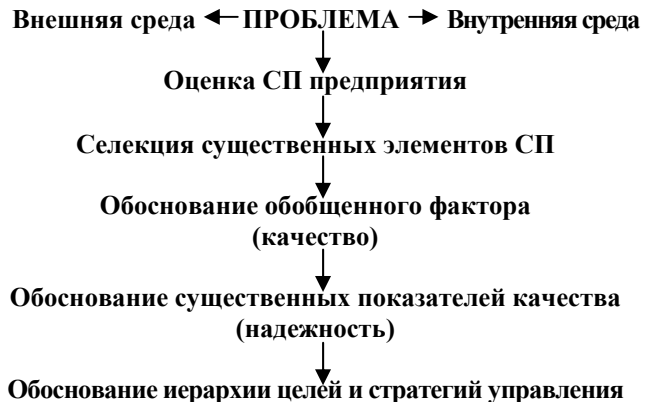 Внешняя среда ПРОБЛЕМА Внутренняя среда
Оценка СП предприятия
Селекция существенных элементов СП
Обоснование обобщенного фактора
(качество)
Обоснование существенных показателей качества
(надежность)
Обоснование иерархии целей и стратегий управления